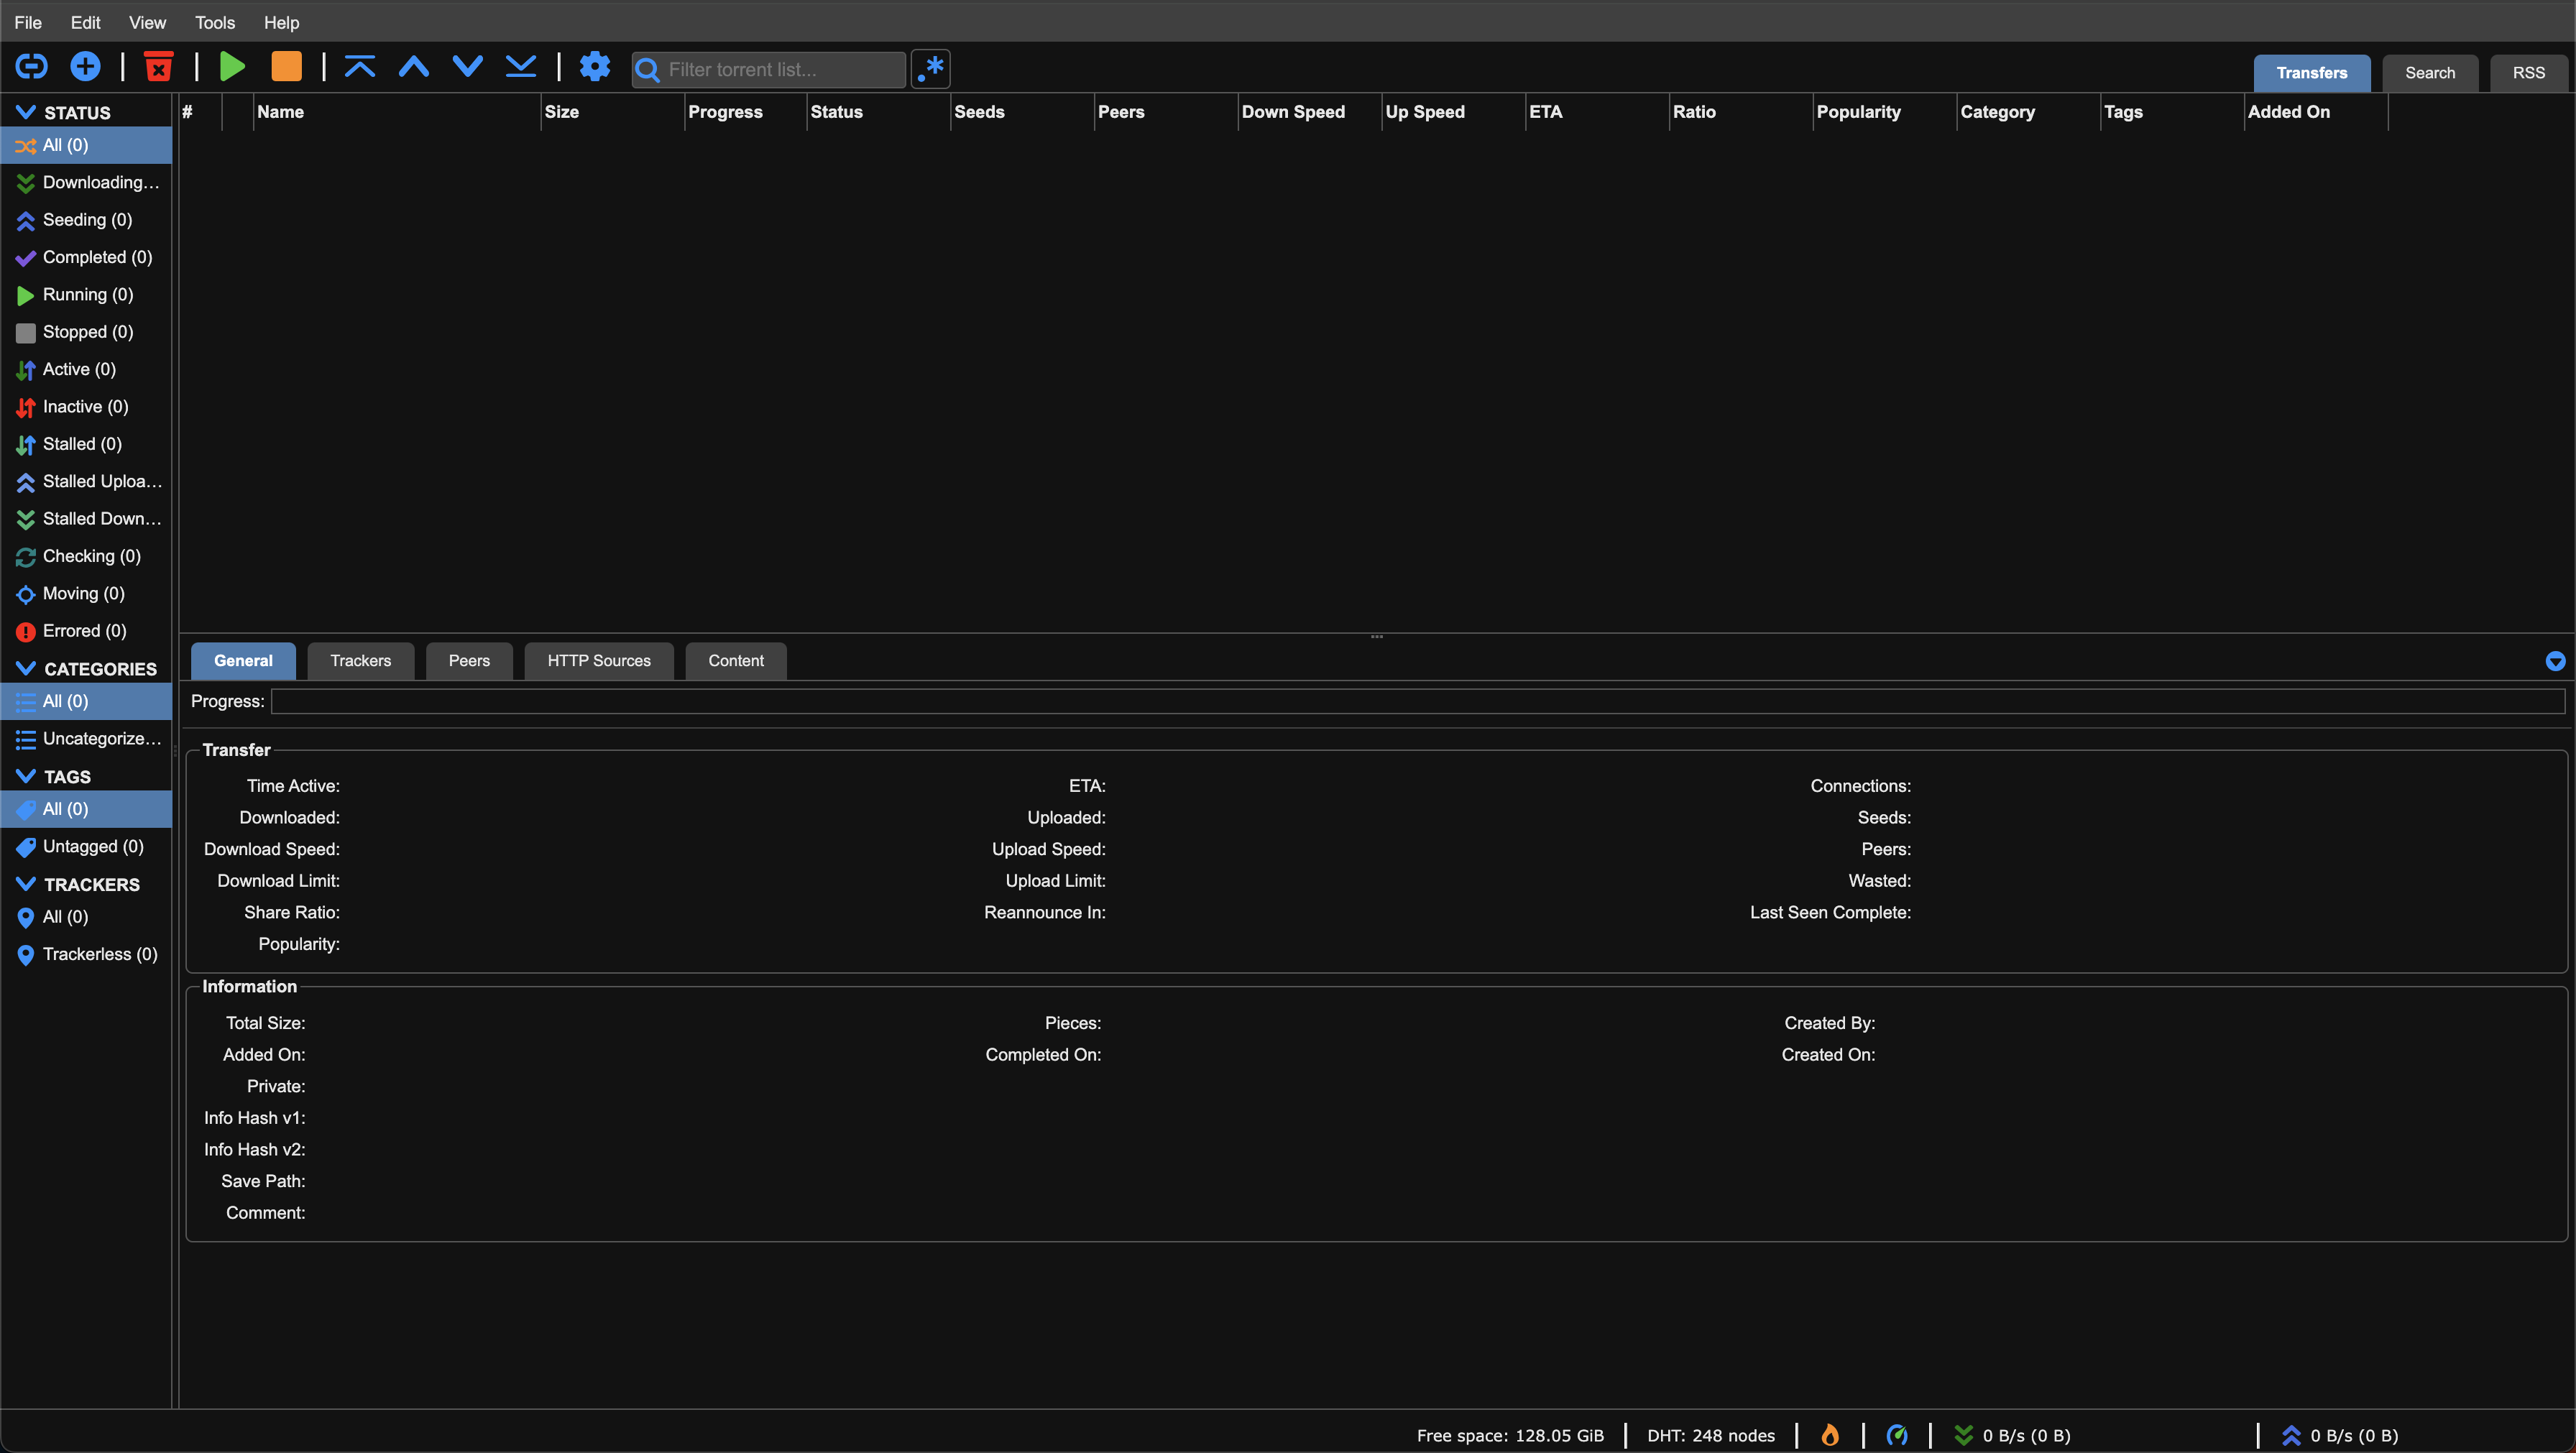 File Edit View Tools Help
Filter torrent list...
.*
Transfers Search RSS
STATUS
All (0)
Downloading...
Seeding (0)
Completed (0)
Running (0)
Stopped (0)
Active (0)
Inactive (0)
Stalled (0)
Stalled Uploa...
Stalled Down...
Checking (0)
Moving (0)
Errored (0)
CATEGORIES
All (0)
Uncategorize...
TAGS
All (0)
Untagged (0)
TRACKERS
All (0)
Trackerless (0)
# Name Size Progress Status Seeds Peers Down Speed Up Speed ETA Ratio Popularity Category Tags Added On
General Trackers Peers HTTP Sources Content
Progress:
Transfer
Time Active: ETA: Connections:
Downloaded: Uploaded: Seeds:
Download Speed: Upload Speed: Peers:
Download Limit: Upload Limit: Wasted:
Share Ratio: Reannounce In: Last Seen Complete:
Popularity:
Information
Total Size: Pieces: Created By:
Added On: Completed On: Created On:
Private:
Info Hash v1:
Info Hash v2:
Save Path:
Comment:
Free space: 128.05 GiB DHT: 248 nodes 0 B/s (0 B) 0 B/s (0 B)